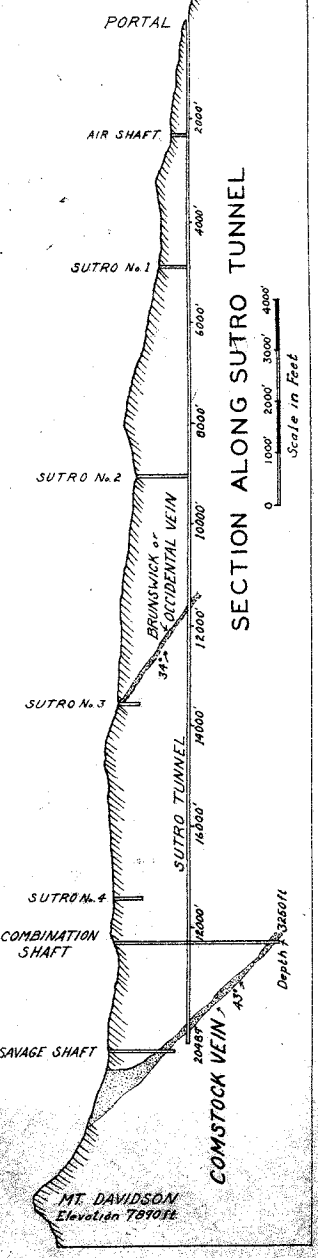 PORTAL
AIR SHAFT
2000'
4000'
SUTRO No. 1
6000'
8000'
SUTRO No. 2
10000'
BRUNSWICK or
OCCIDENTAL VEIN
34°
12000'
SUTRO No. 3
14000'
SUTRO TUNNEL
16000'
SUTRO No. 4
12000'
COMBINATION
SHAFT
Depth 3250 ft
43°
SAVAGE SHAFT
20489'
COMSTOCK VEIN
MT. DAVIDSON
Elevation 7890 ft
SECTION ALONG SUTRO TUNNEL
0 1000' 2000' 3000' 4000'
Scale in Feet